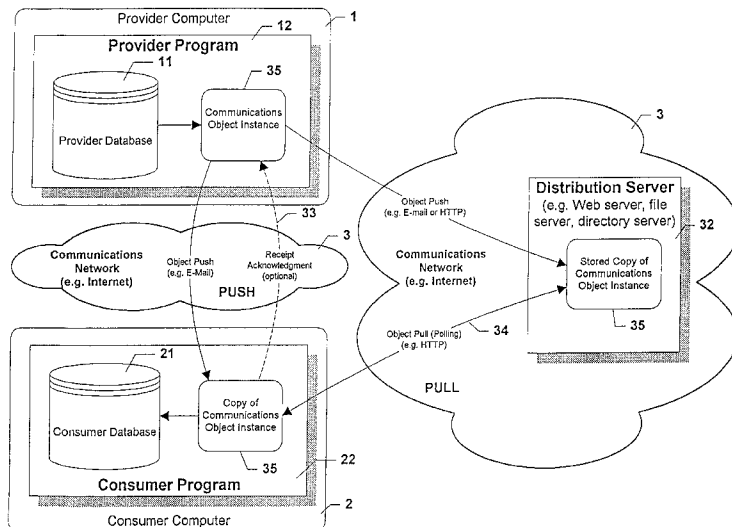 Provider Computer
1
Provider Program
12
11
35
Provider Database
Communications
Object Instance
3
33
Object Push
(e.g. E-mail or HTTP)
Distribution Server
(e.g. Web server, file
server, directory server)
32
3
Communications
Network
(e.g. Internet)
Object Push
(e.g. E-Mail)
Receipt
Acknowledgment
(optional)
PUSH
Communications
Network
(e.g. Internet)
Stored Copy of
Communications
Object Instance
35
Object Pull (Polling)
(e.g. HTTP)
34
PULL
21
Consumer Database
Copy of
Communications
Object Instance
35
22
Consumer Program
2
Consumer Computer